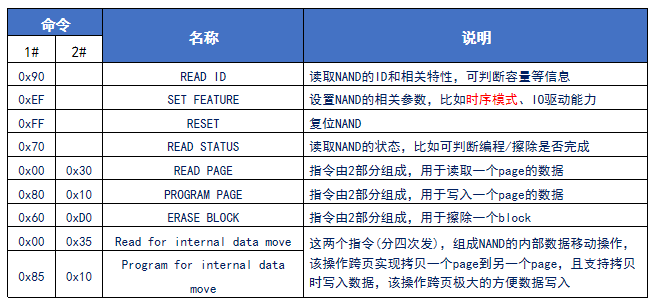 命令 名称 说明
1# 2#
0x90 READ ID 读取NAND的ID和相关特性，可判断容量等信息
0xEF SET FEATURE 设置NAND的相关参数，比如时序模式、IO驱动能力
0xFF RESET 复位NAND
0x70 READ STATUS 读取NAND的状态，比如可判断编程/擦除是否完成
0x00 0x30 READ PAGE 指令由2部分组成，用于读取一个page的数据
0x80 0x10 PROGRAM PAGE 指令由2部分组成，用于写入一个page的数据
0x60 0xD0 ERASE BLOCK 指令由2部分组成，用于擦除一个block
0x00 0x35 Read for internal data move 这两个指令(分四次发)，组成NAND的内部数据移动操作，
该操作跨页实现拷贝一个page到另一个page，且支持拷贝
时写入数据，该操作跨页极大的方便数据写入
0x85 0x10 Program for internal data
move